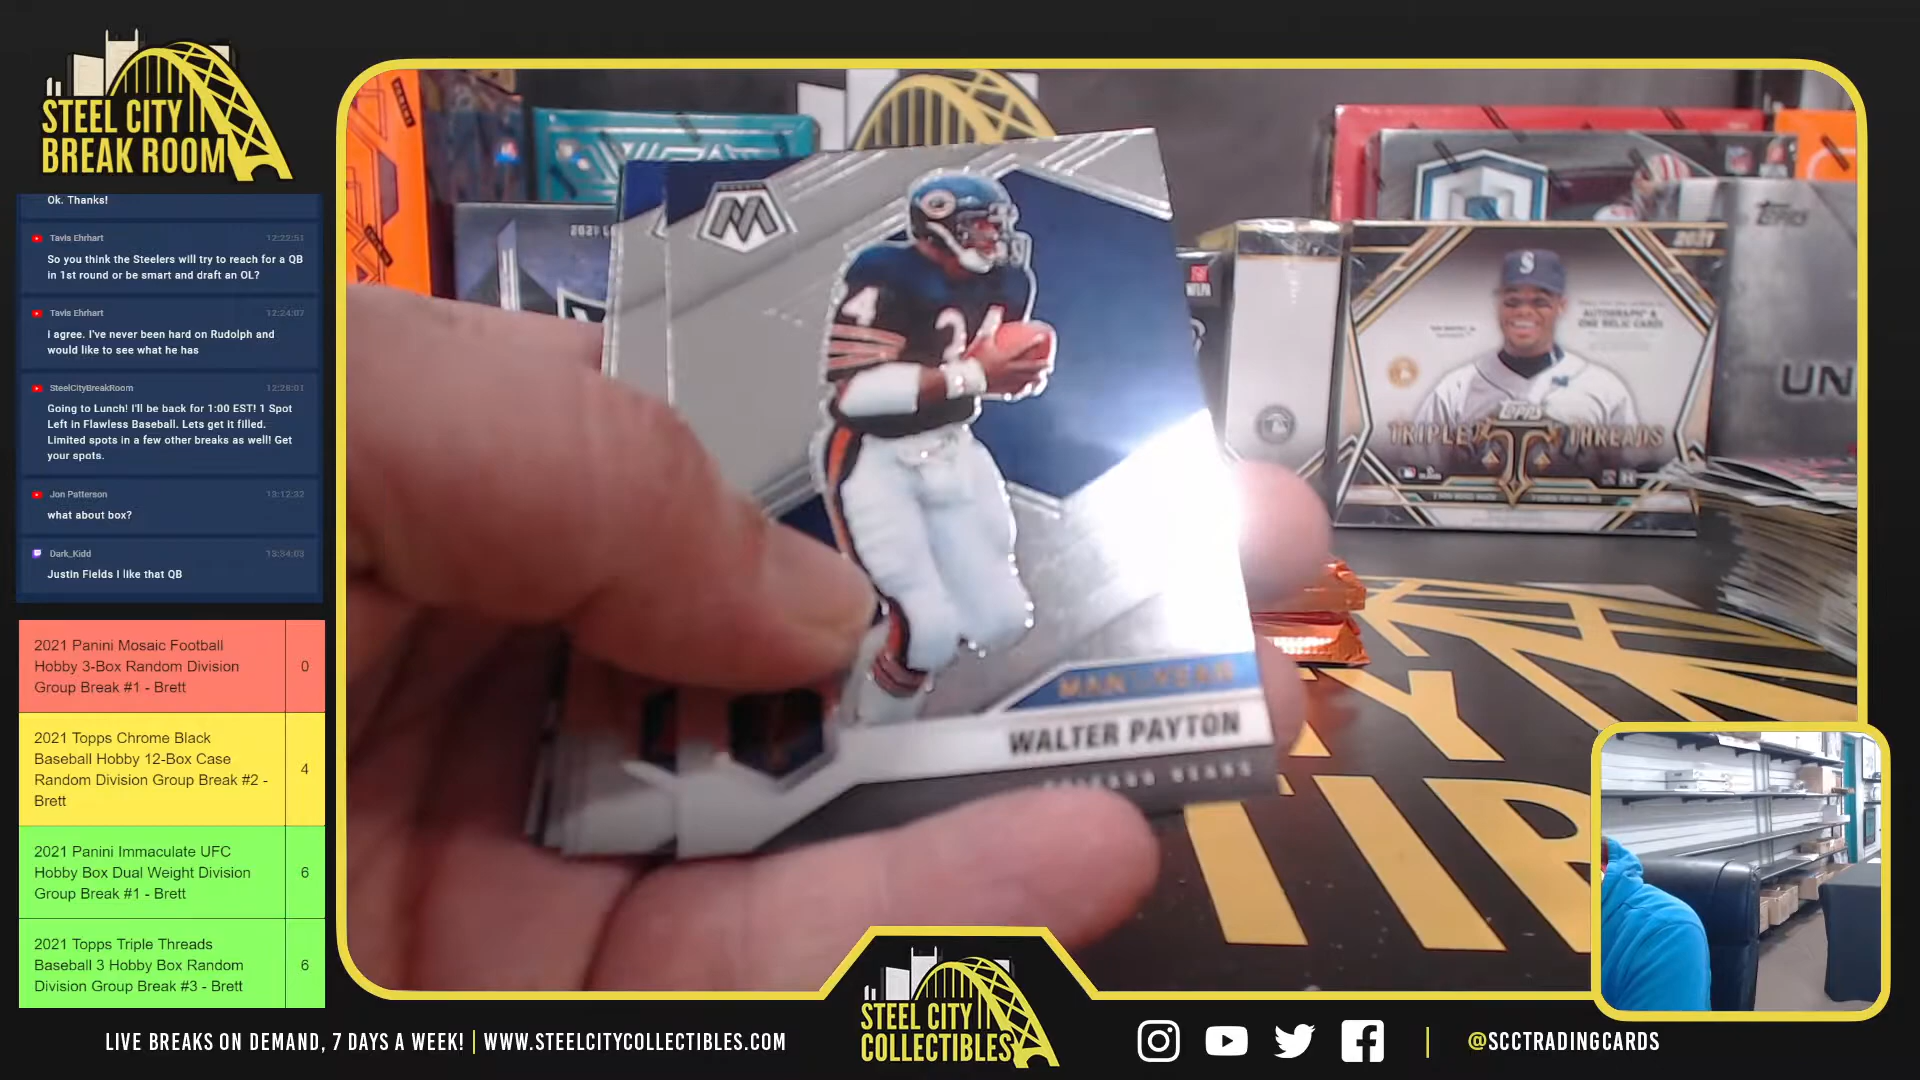 STEEL CITY
BREAK ROOM
Ok. Thanks!
Tavis Ehrhart 12:22:51
So you think the Steelers will try to reach for a QB
in 1st round or be smart and draft an OL?
Tavis Ehrhart 12:24:07
I agree. I've never been hard on Rudolph and
would like to see what he has
SteelCityBreakRoom 12:28:01
Going to Lunch! I'll be back for 1:00 EST! 1 Spot
Left in Flawless Baseball. Lets get it filled.
Limited spots in a few other breaks as well! Get
your spots.
Jon Patterson 13:12:32
what about box?
Dark_Kidd 13:34:03
Justin Fields I like that QB
2021 Panini Mosaic Football
Hobby 3-Box Random Division
Group Break #1 - Brett
0
2021 Topps Chrome Black
Baseball Hobby 12-Box Case
Random Division Group Break #2 -
Brett
4
2021 Panini Immaculate UFC
Hobby Box Dual Weight Division
Group Break #1 - Brett
6
2021 Topps Triple Threads
Baseball 3 Hobby Box Random
Division Group Break #3 - Brett
6
M
34
WALTER PAYTON
CHICAGO BEARS
2021
S
AUTOGRAPH &
ONE RELIC CARD
TOPPS
TRIPLE THREADS
Topps
UN
LIVE BREAKS ON DEMAND, 7 DAYS A WEEK! | WWW.STEELCITYCOLLECTIBLES.COM
STEEL CITY
COLLECTIBLES
@SCCTRADINGCARDS